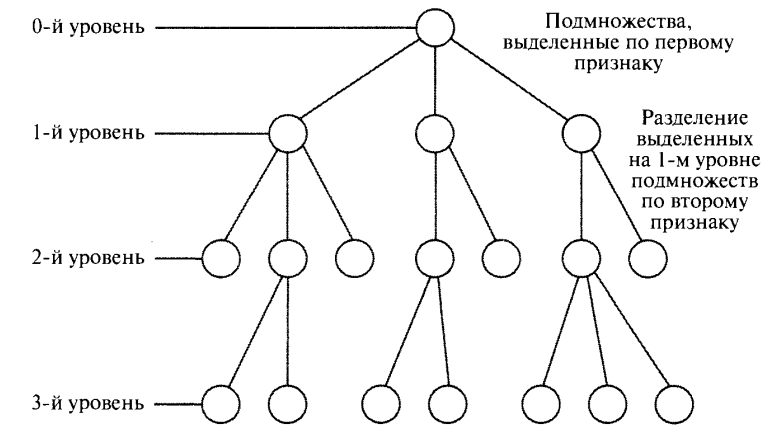 0-й уровень
Подмножества,
выделенные по первому
признаку
1-й уровень
Разделение
выделенных
на 1-м уровне
подмножеств
по второму
признаку
2-й уровень
3-й уровень